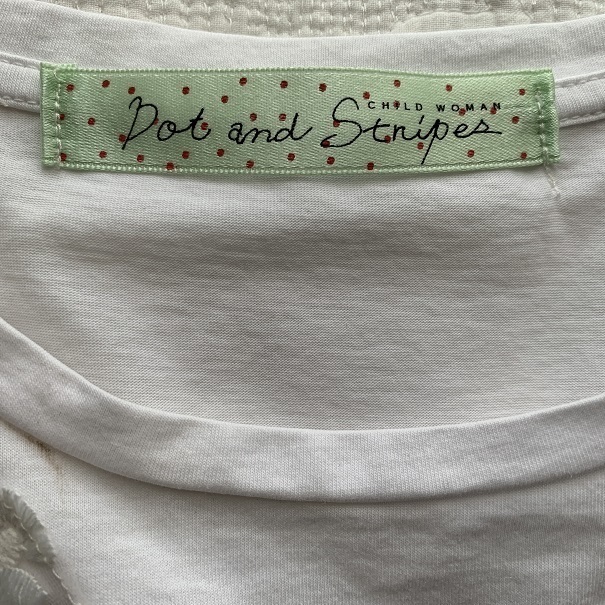 CHILD WOMAN
Dot and Stripes